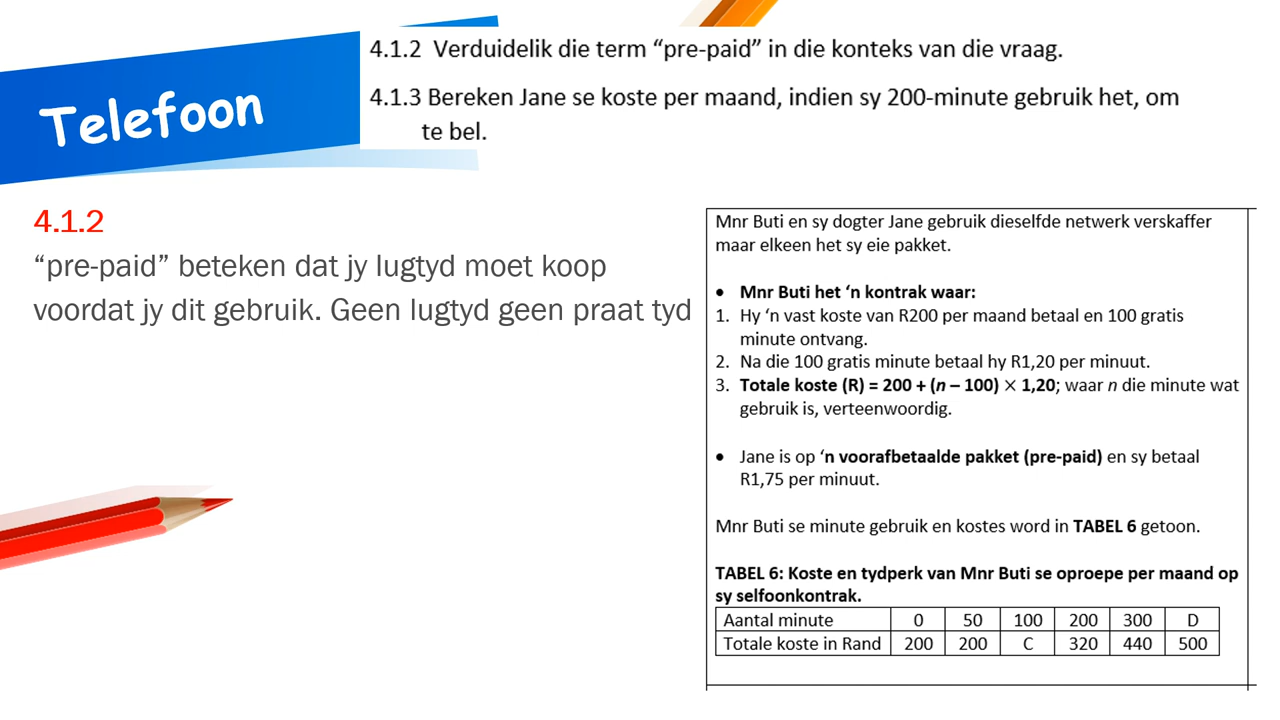 4.1.2 Verduidelik die term “pre-paid” in die konteks van die vraag.
4.1.3 Bereken Jane se koste per maand, indien sy 200-minute gebruik het, om
te bel.
Telefoon
4.1.2
“pre-paid” beteken dat jy lugtyd moet koop
voordat jy dit gebruik. Geen lugtyd geen praat tyd
Mnr Buti en sy dogter Jane gebruik dieselfde netwerk verskaffer
maar elkeen het sy eie pakket.
• Mnr Buti het ‘n kontrak waar:
1. Hy ‘n vast koste van R200 per maand betaal en 100 gratis
minute ontvang.
2. Na die 100 gratis minute betaal hy R1,20 per minuut.
3. Totale koste (R) = 200 + (n – 100) × 1,20; waar n die minute wat
gebruik is, verteenwoordig.
• Jane is op ‘n voorafbetaalde pakket (pre-paid) en sy betaal
R1,75 per minuut.
Mnr Buti se minute gebruik en kostes word in TABEL 6 getoon.
TABEL 6: Koste en tydperk van Mnr Buti se oproepe per maand op
sy selfoonkontrak.
Aantal minute 0 50 100 200 300 D
Totale koste in Rand 200 200 C 320 440 500